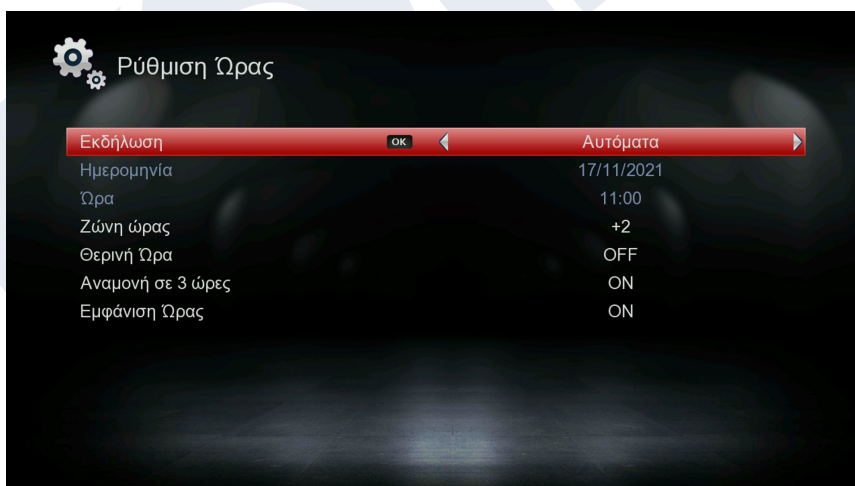 Ρύθμιση Ώρας
Εκδήλωση OK Αυτόματα
Ημερομηνία 17/11/2021
Ώρα 11:00
Ζώνη ώρας +2
Θερινή Ώρα OFF
Αναμονή σε 3 ώρες ON
Εμφάνιση Ώρας ON